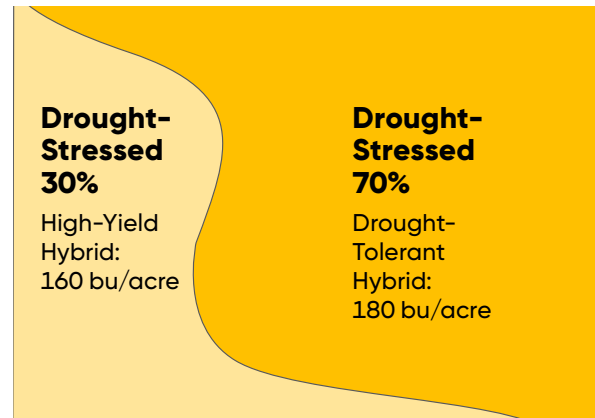 Drought-
Stressed
30%
High-Yield
Hybrid:
160 bu/acre
Drought-
Stressed
70%
Drought-
Tolerant
Hybrid:
180 bu/acre